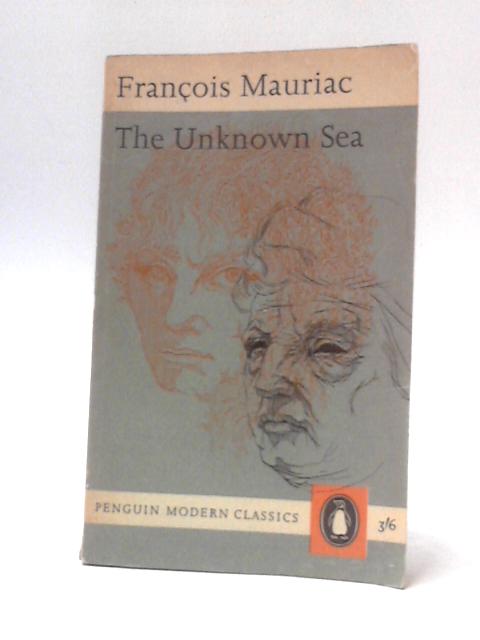 François Mauriac
The Unknown Sea
PENGUIN MODERN CLASSICS
3/6